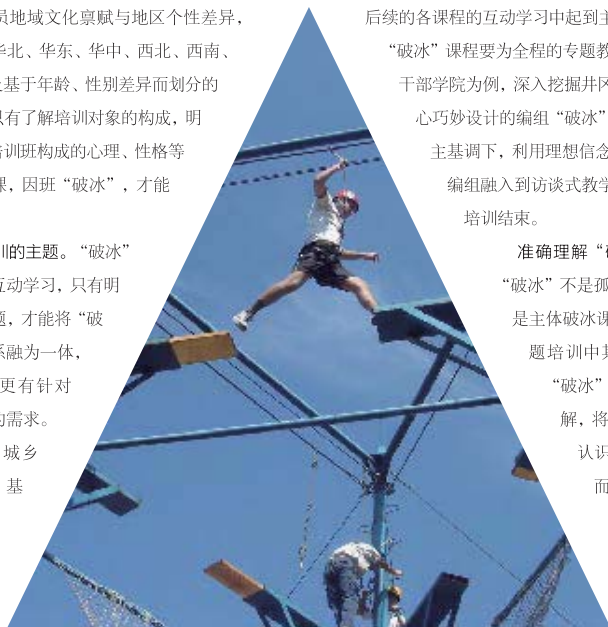 员地域文化禀赋与地区个性差异，
华北、华东、华中、西北、西南、
基于年龄、性别差异而划分的
只有了解培训对象的构成，明
培训班构成的心理、性格等
课，因班“破冰”，才能
训的主题。“破冰”
互动学习，只有明
题，才能将“破
系融为一体，
更有针对
的需求。
城乡
基
后续的各课程的互动学习中起到主
“破冰”课程要为全程的专题教
干部学院为例，深入挖掘井冈
心巧妙设计的编组“破冰”
主基调下，利用理想信念
编组融入到访谈式教学
培训结束。
准确理解“破
“破冰”不是孤
是主体破冰课
题培训中其
“破冰”
解，将
认识
而